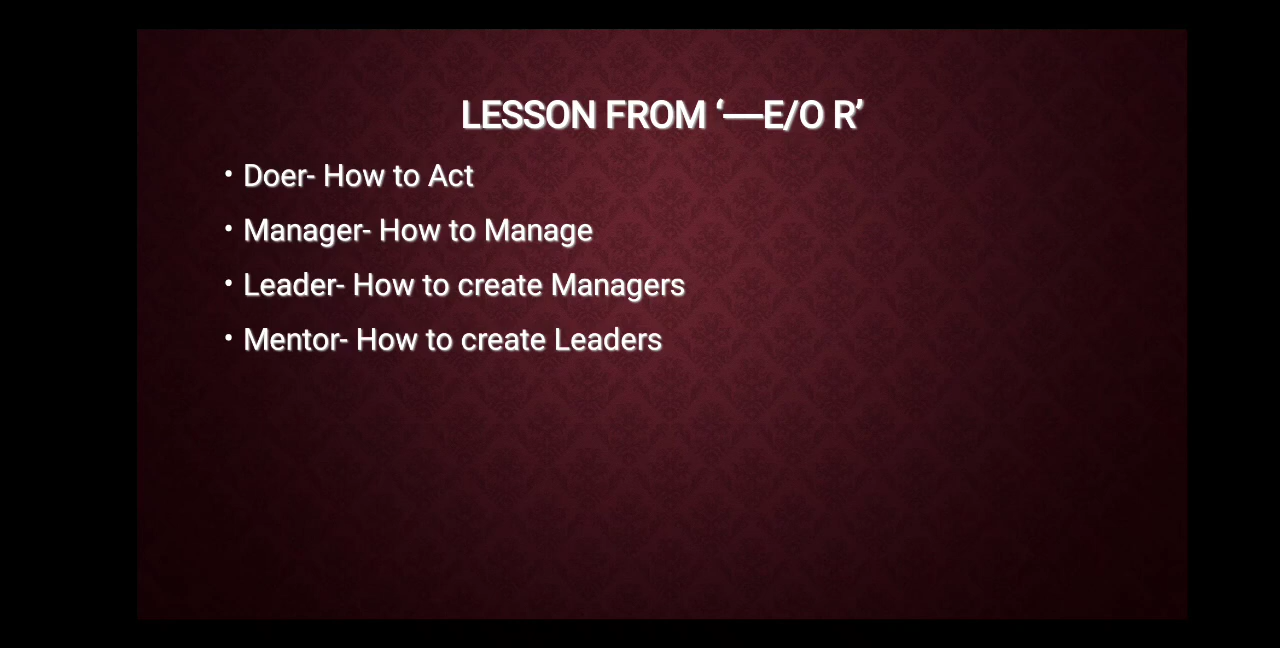 LESSON FROM ‘—E/O R’
• Doer- How to Act
• Manager- How to Manage
• Leader- How to create Managers
• Mentor- How to create Leaders